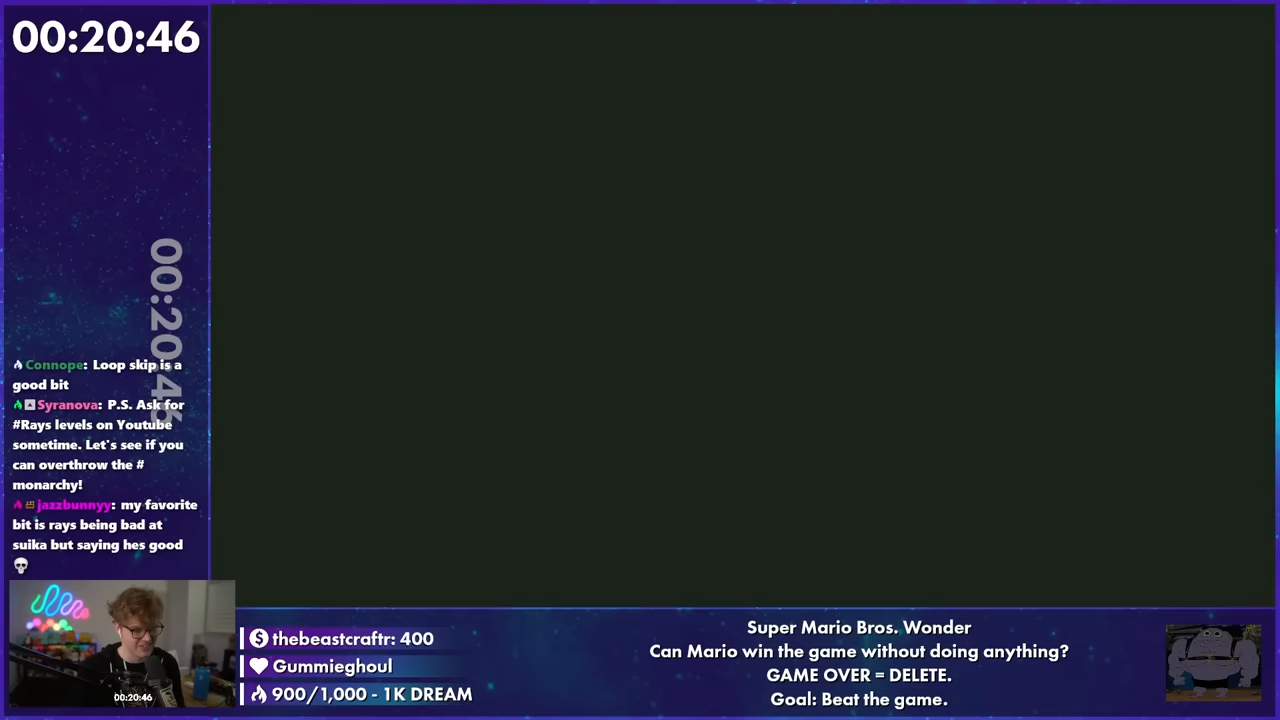 00:20:46
00:20:46
Connope: Loop skip is a
good bit
Syranova: P.S. Ask for
#Rays levels on Youtube
sometime. Let's see if you
can overthrow the #
monarchy!
jazzbunnyy: my favorite
bit is rays being bad at
suika but saying hes good
💀
00:20:46
thebeastcraftr: 400
Gummieghoul
900/1,000 - 1K DREAM
Super Mario Bros. Wonder
Can Mario win the game without doing anything?
GAME OVER = DELETE.
Goal: Beat the game.